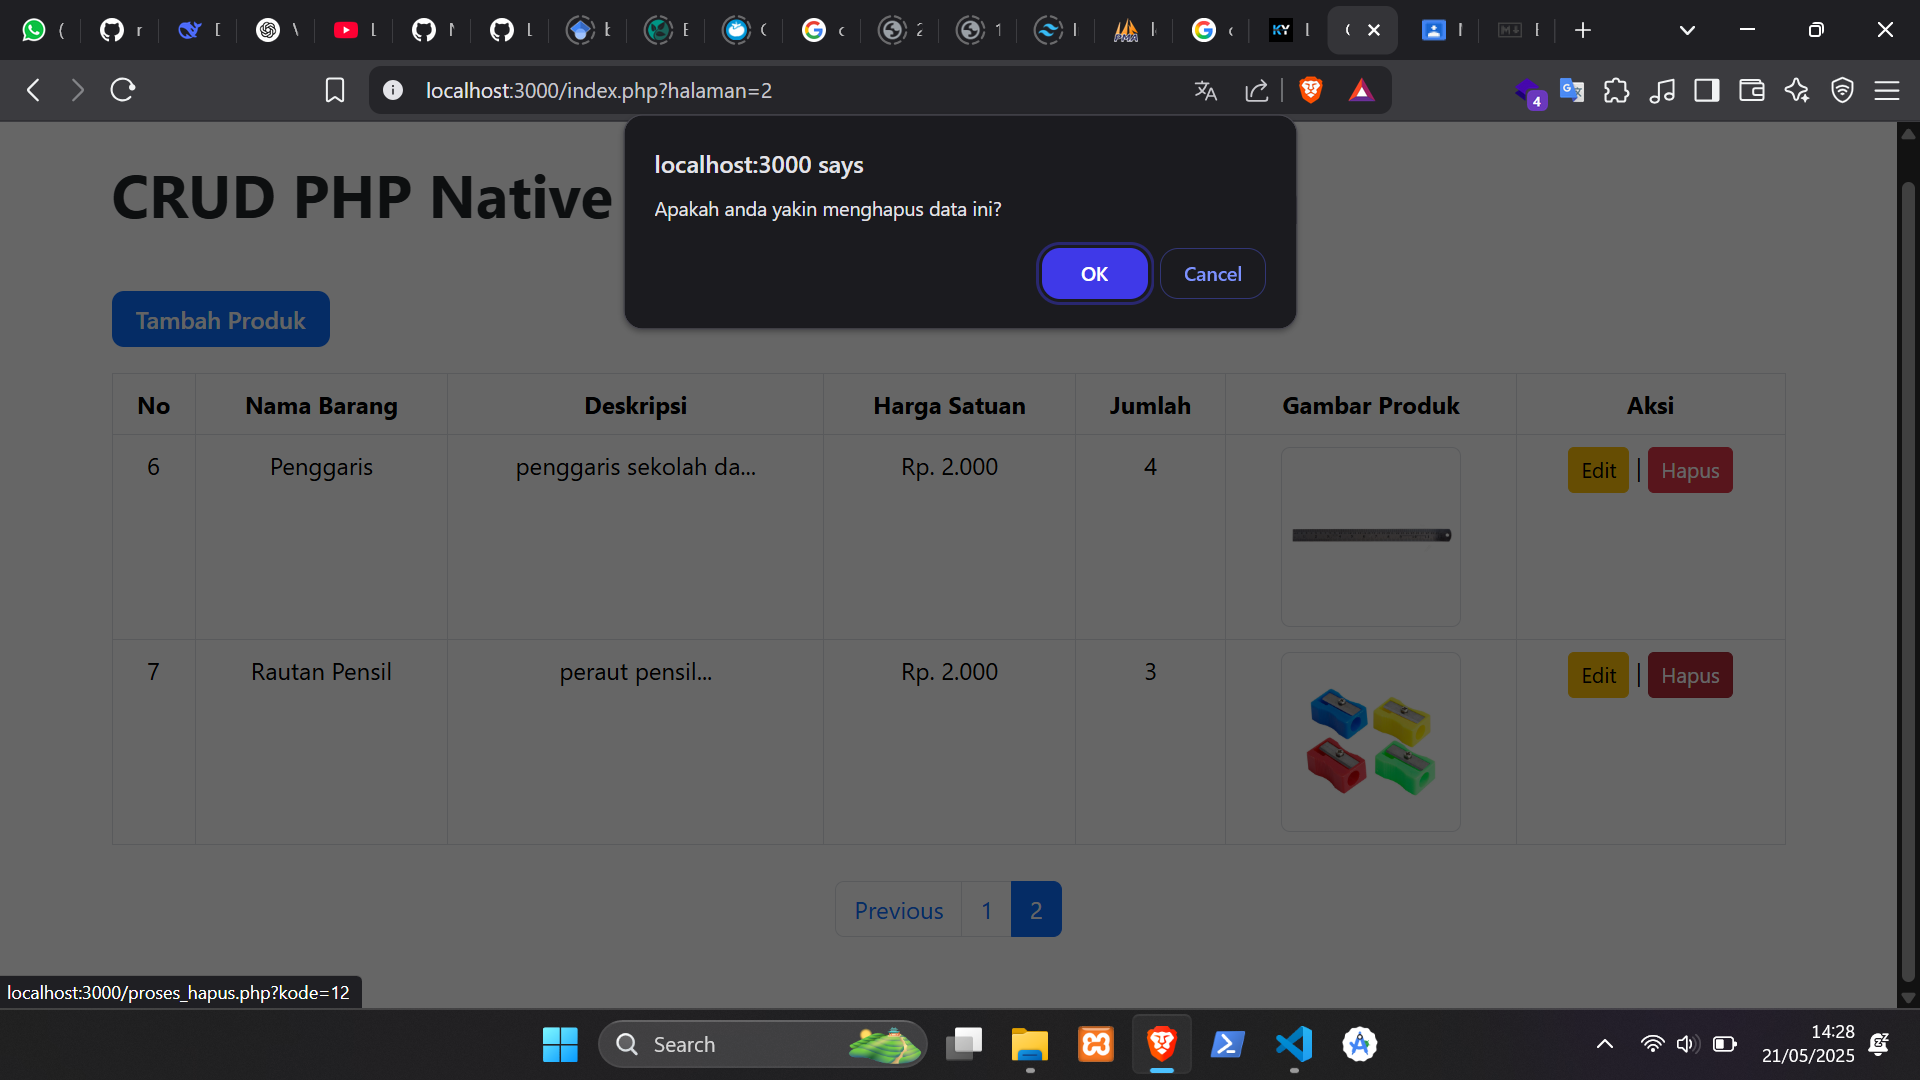 localhost:3000/index.php?halaman=2
4
localhost:3000 says
Apakah anda yakin menghapus data ini?
OK
Cancel
CRUD PHP Native
Tambah Produk
No
Nama Barang
Deskripsi
Harga Satuan
Jumlah
Gambar Produk
Aksi
6
Penggaris
penggaris sekolah da...
Rp. 2.000
4
Edit | Hapus
7
Rautan Pensil
peraut pensil...
Rp. 2.000
3
Edit | Hapus
Previous
1
2
localhost:3000/proses_hapus.php?kode=12
Search
14:28
21/05/2025